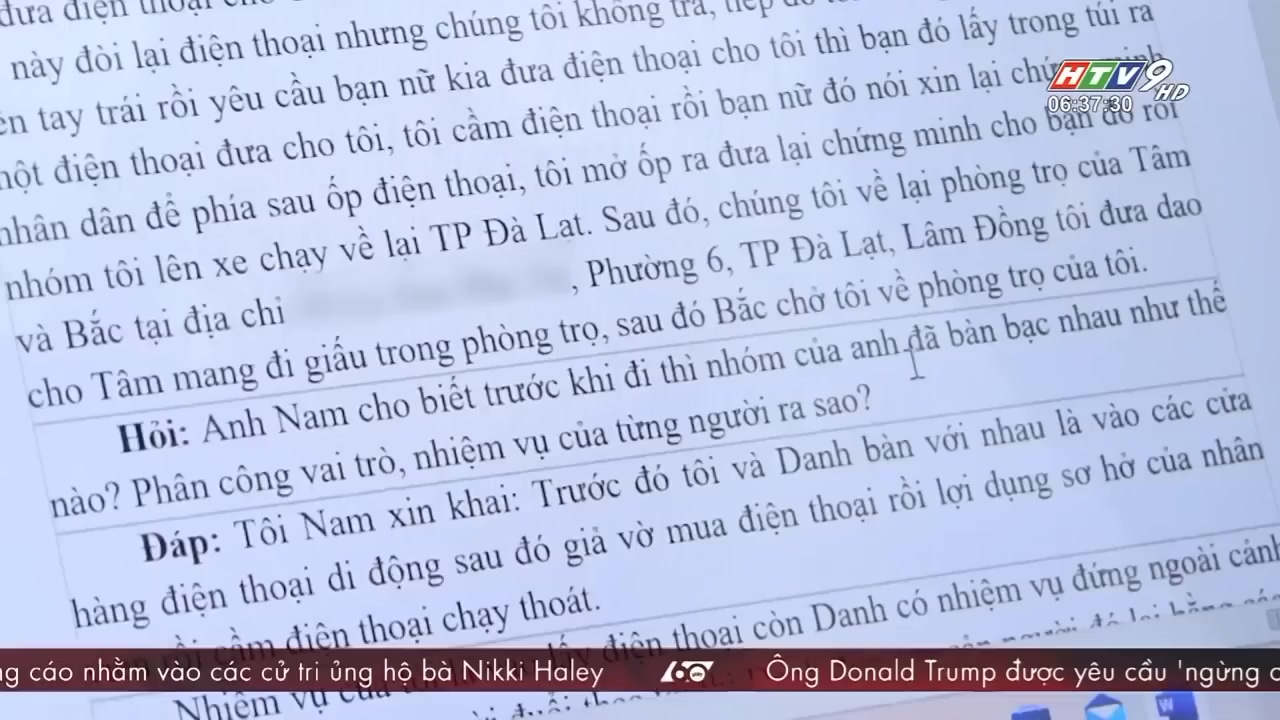 này đòi lại điện thoại nhưng chúng tôi không trả,
tay trái rồi yêu cầu bạn nữ kia đưa điện thoại cho tôi thì bạn đó lấy trong túi ra
điện thoại đưa cho tôi, tôi cầm điện thoại rồi bạn nữ đó nói xin lại
nhân dân để phía sau ốp điện thoại, tôi mở ốp ra đưa lại chứng minh cho bạn đó rồi
nhóm tôi lên xe chạy về lại TP Đà Lạt. Sau đó, chúng tôi về lại phòng trọ của Tâm
và Bắc tại địa chỉ , Phường 6, TP Đà Lạt, Lâm Đồng tôi đưa dao
cho Tâm mang đi giấu trong phòng trọ, sau đó Bắc chở tôi về phòng trọ của tôi.
Hỏi: Anh Nam cho biết trước khi đi thì nhóm của anh đã bàn bạc nhau như thế
nào? Phân công vai trò, nhiệm vụ của từng người ra sao?
Đáp: Tôi Nam xin khai: Trước đó tôi và Danh bàn với nhau là vào các cửa
hàng điện thoại di động sau đó giả vờ mua điện thoại rồi lợi dụng sơ hở của nhân
rồi cầm điện thoại chạy thoát.
Nhiệm vụ của lấy điện thoại còn Danh có nhiệm vụ đứng ngoài cảnh
HTV9 HD
06:37:30
cáo nhằm vào các cử tri ủng hộ bà Nikki Haley
60
Ông Donald Trump được yêu cầu 'ngừng